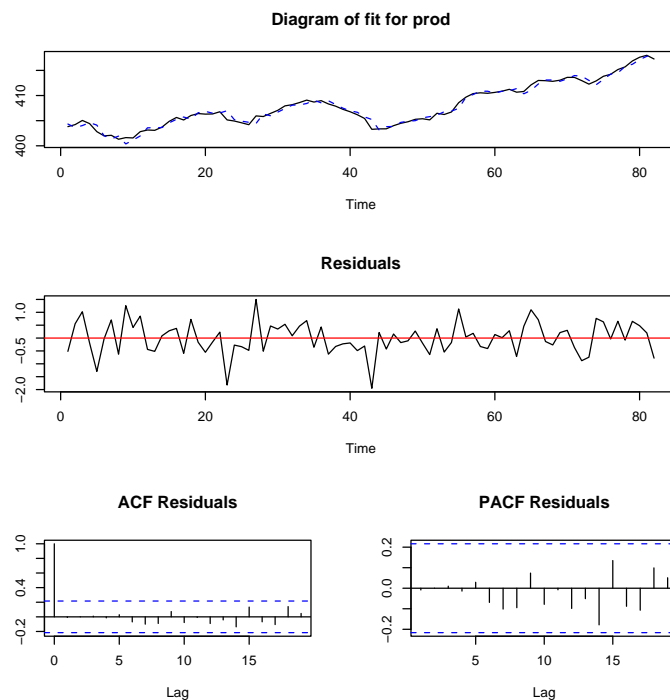 Diagram of fit for prod
410
400
0 20 40 60 80
Time
Residuals
1.0
−0.5
−2.0
0 20 40 60 80
Time
ACF Residuals
1.0
0.4
−0.2
0 5 10 15
Lag
PACF Residuals
0.2
0.0
−0.2
5 10 15
Lag